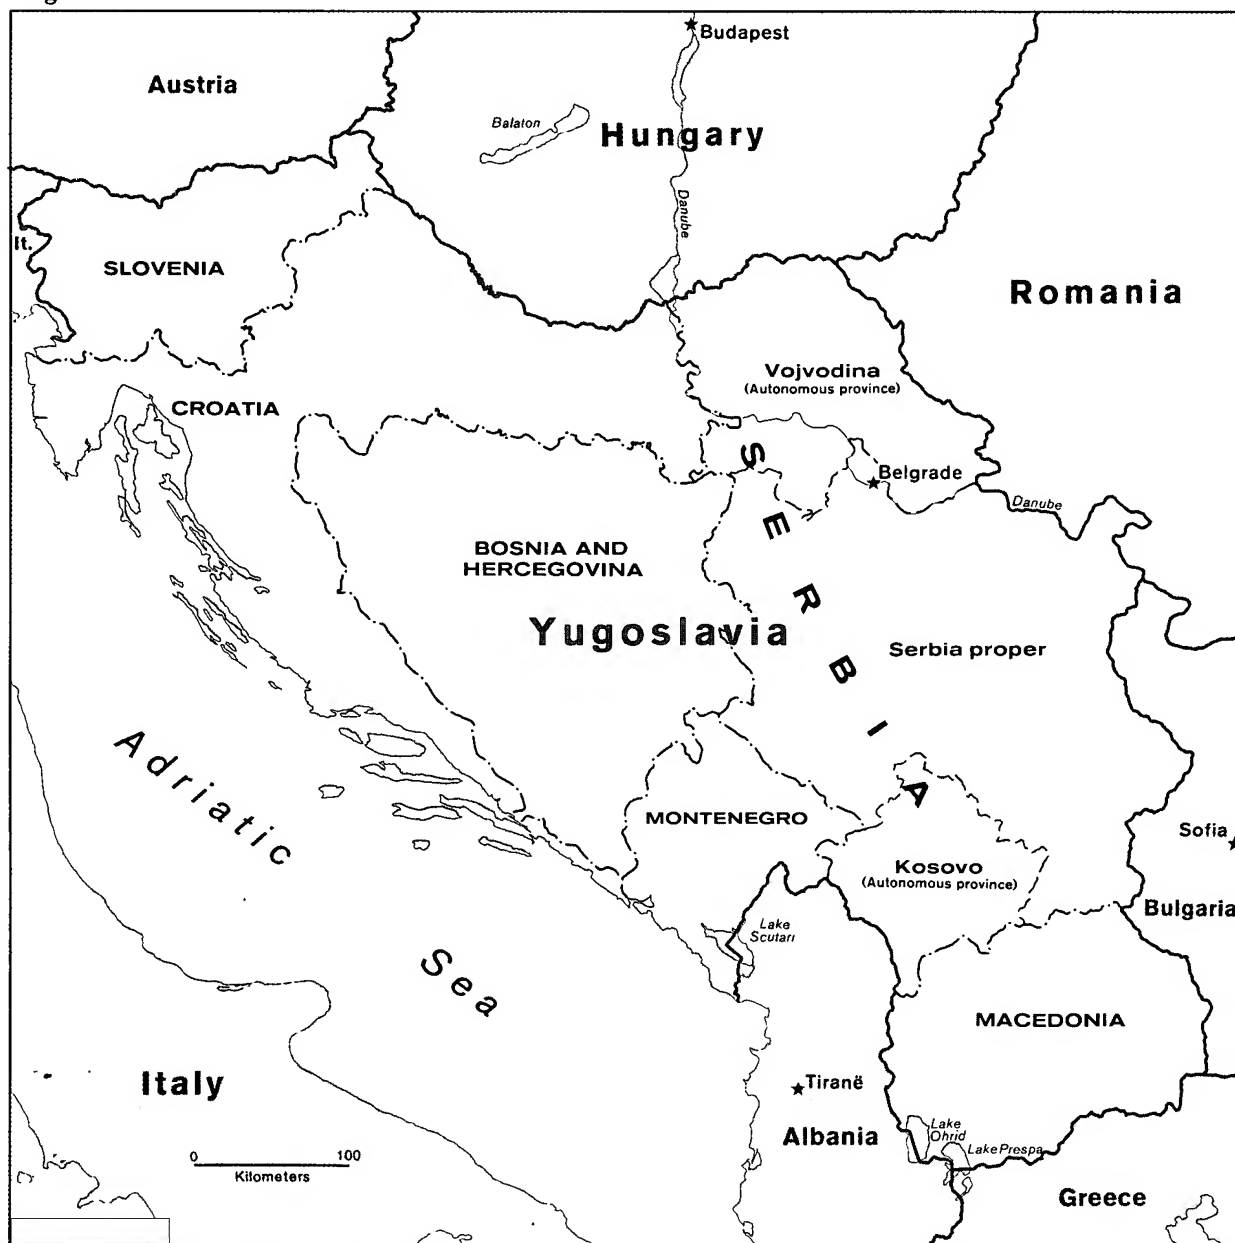 Budapest
Austria
Balaton
Hungary
Danube
It.
SLOVENIA
Romania
Vojvodina
(Autonomous province)
CROATIA
SERBIA
Belgrade
Danube
BOSNIA AND
HERCEGOVINA
Yugoslavia
Serbia proper
Adriatic
Sea
MONTENEGRO
Sofia
Kosovo
(Autonomous province)
Bulgaria
Lake
Scutari
MACEDONIA
Italy
Tiranë
Albania
Lake
Ohrid
Lake Prespa
0 100
Kilometers
Greece